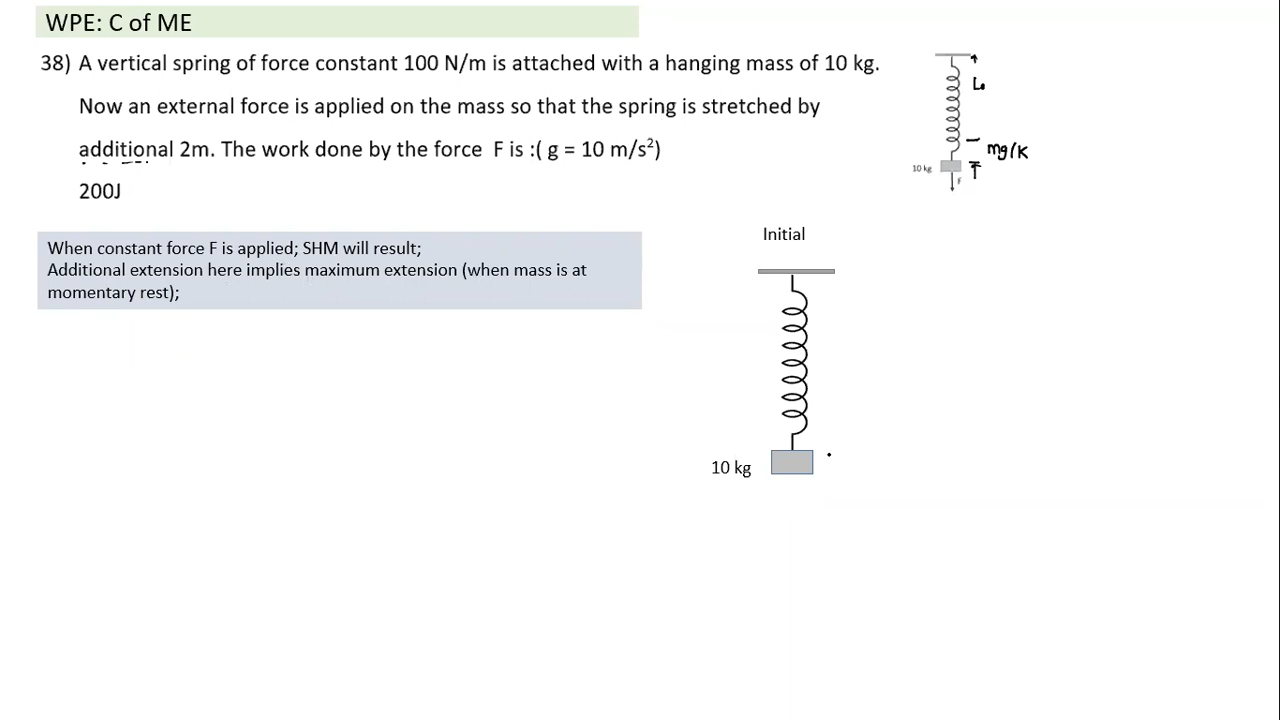 WPE: C of ME
38) A vertical spring of force constant 100 N/m is attached with a hanging mass of 10 kg.
Now an external force is applied on the mass so that the spring is stretched by
additional 2m. The work done by the force F is :( g = 10 m/s²)
200J
L₀
mg/K
10 kg
F
When constant force F is applied; SHM will result;
Additional extension here implies maximum extension (when mass is at
momentary rest);
Initial
10 kg